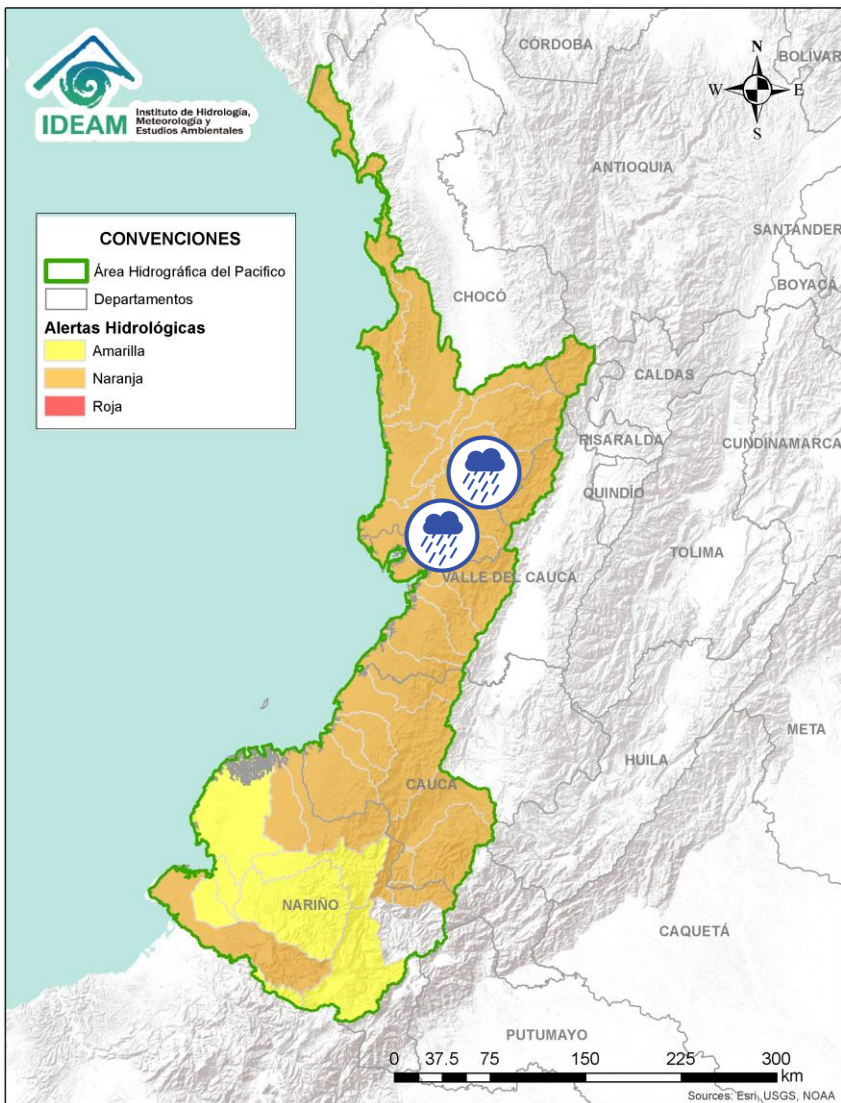 IDEAM
Instituto de Hidrología,
Meteorología y
Estudios Ambientales
CÓRDOBA
BOLÍVAR
N
W
E
S
ANTIOQUIA
SANTANDER
BOYACÁ
CHOCÓ
CALDAS
RISARALDA
CUNDINAMARCA
QUINDÍO
TOLIMA
VALLE DEL CAUCA
META
HUILA
CAUCA
NARIÑO
CAQUETÁ
PUTUMAYO
CONVENCIONES
Área Hidrográfica del Pacifico
Departamentos
Alertas Hidrológicas
Amarilla
Naranja
Roja
0 37.5 75 150 225 300
km
Sources: Esri, USGS, NOAA